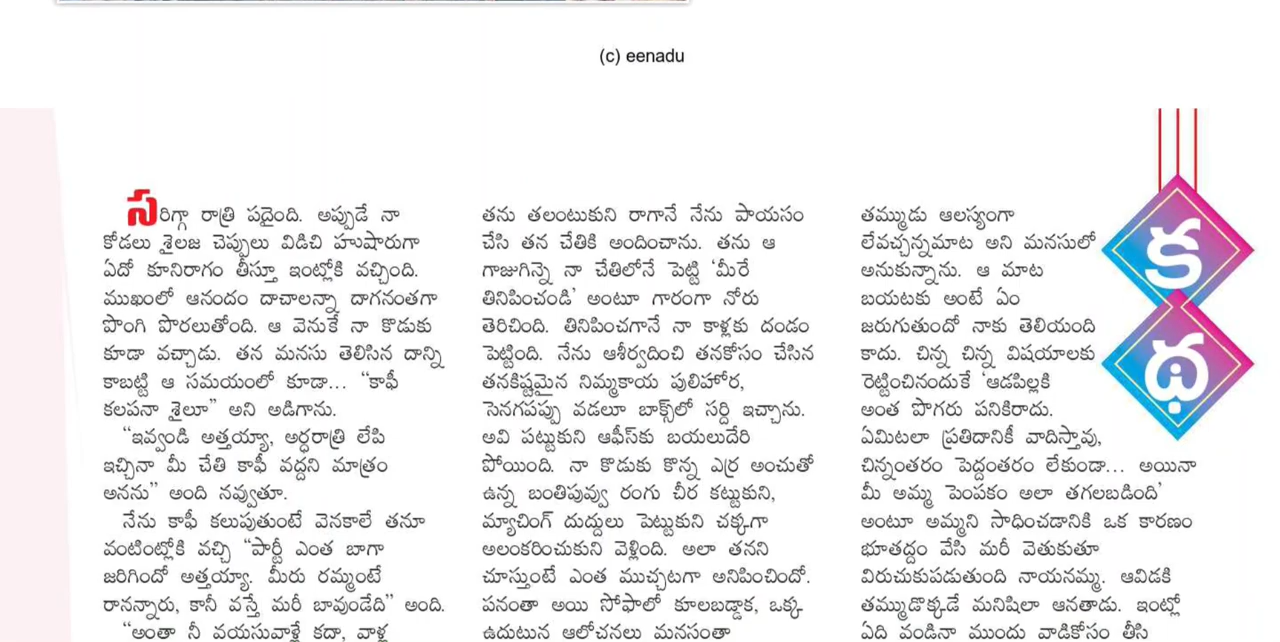 (c) eenadu
సరిగ్గా రాత్రి పదైంది. అప్పుడే నా
కోడలు శైలజ చెప్పులు విడిచి హుషారుగా
ఏదో కూనిరాగం తీస్తూ ఇంట్లోకి వచ్చింది.
ముఖంలో ఆనందం దాచాలన్నా దాగనంతగా
పొంగి పొరలుతోంది. ఆ వెనుకే నా కొడుకు
కూడా వచ్చాడు. తన మనసు తెలిసిన దాన్ని
కాబట్టి ఆ సమయంలో కూడా... “కాఫీ
కలపనా శైలూ” అని అడిగాను.
“ఇవ్వండి అత్తయ్యా, అర్ధరాత్రి లేపి
ఇచ్చినా మీ చేతి కాఫీ వద్దని మాత్రం
అనను” అంది నవ్వుతూ.
నేను కాఫీ కలుపుతుంటే వెనకాలే తనూ
వంటింట్లోకి వచ్చి “పార్టీ ఎంత బాగా
జరిగిందో అత్తయ్యా. మీరు రమ్మంటే
రానన్నారు, కానీ వస్తే మరీ బావుండేది” అంది.
“అంతా నీ వయసువాళ్లే కదా, వాళ్ల
తను తలంటుకుని రాగానే నేను పాయసం
చేసి తన చేతికి అందించాను. తను ఆ
గాజుగిన్నె నా చేతిలోనే పెట్టి ‘మీరే
తినిపించండి’ అంటూ గారంగా నోరు
తెరిచింది. తినిపించగానే నా కాళ్లకు దండం
పెట్టింది. నేను ఆశీర్వదించి తనకోసం చేసిన
తనకిష్టమైన నిమ్మకాయ పులిహోర,
సెనగపప్పు వడలూ బాక్స్‌లో సర్ది ఇచ్చాను.
అవి పట్టుకుని ఆఫీస్‌కు బయలుదేరి
పోయింది. నా కొడుకు కొన్న ఎర్ర అంచుతో
ఉన్న బంతిపువ్వు రంగు చీర కట్టుకుని,
మ్యాచింగ్ దుద్దులు పెట్టుకుని చక్కగా
అలంకరించుకుని వెళ్లింది. అలా తనని
చూస్తుంటే ఎంత ముచ్చటగా అనిపించిందో.
పనంతా అయి సోఫాలో కూలబడ్డాక, ఒక్క
ఉదుటున ఆలోచనలు మనసంతా
తమ్ముడు ఆలస్యంగా
లేవచ్చన్నమాట అని మనసులో
అనుకున్నాను. ఆ మాట
బయటకు అంటే ఏం
జరుగుతుందో నాకు తెలియంది
కాదు. చిన్న చిన్న విషయాలకు
రెట్టించినందుకే ‘ఆడపిల్లకి
అంత పొగరు పనికిరాదు.
ఏమిటలా ప్రతిదానికీ వాదిస్తావు,
చిన్నంతరం పెద్దంతరం లేకుండా... అయినా
మీ అమ్మ పెంపకం అలా తగలబడింది’
అంటూ అమ్మని సాధించడానికి ఒక కారణం
భూతద్దం వేసి మరీ వెతుకుతూ
విరుచుకుపడుతుంది నాయనమ్మ. ఆవిడకి
తమ్ముడొక్కడే మనిషిలా ఆనతాడు. ఇంట్లో
ఏది వండినా ముందు వాడికోసం తీసి
క
థ